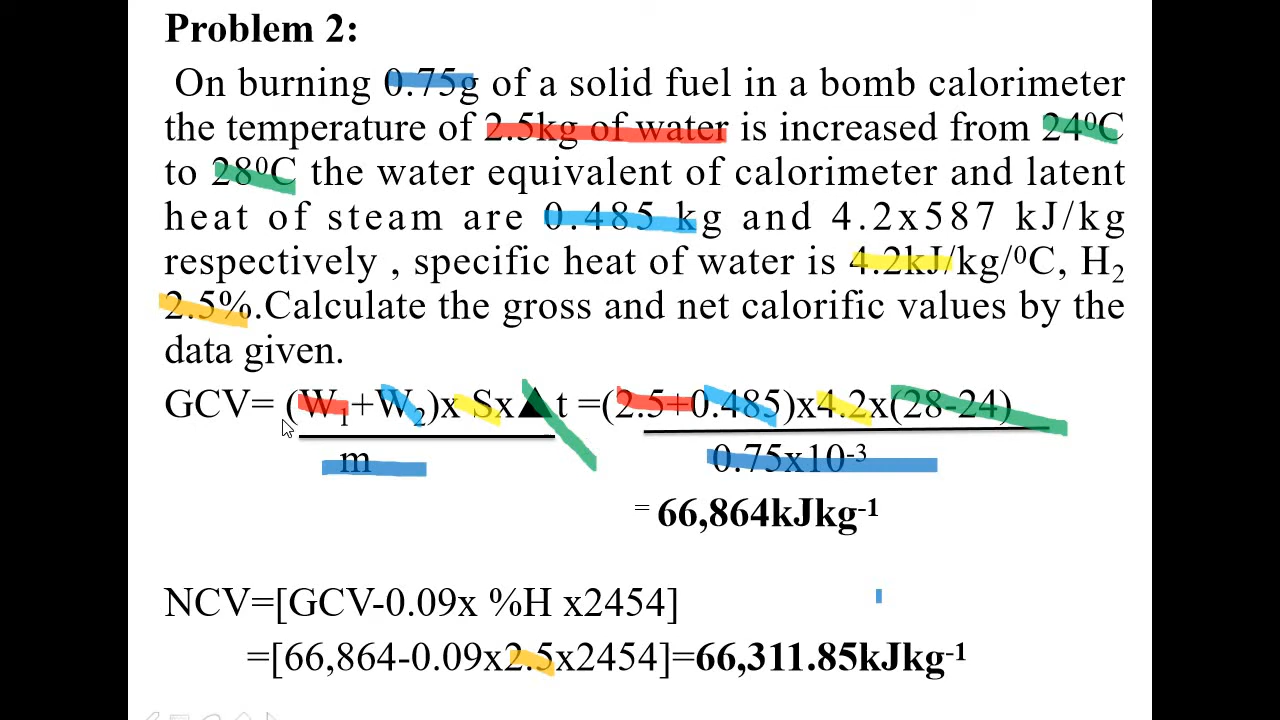 Problem 2:
On burning 0.75g of a solid fuel in a bomb calorimeter
the temperature of 2.5kg of water is increased from 24⁰C
to 28⁰C the water equivalent of calorimeter and latent
heat of steam are 0.485 kg and 4.2x587 kJ/kg
respectively , specific heat of water is 4.2kJ/kg/⁰C, H₂
2.5%.Calculate the gross and net calorific values by the
data given.
GCV= (W₁+W₂)x Sx▲t =(2.5+0.485)x4.2x(28-24)
m 0.75x10⁻³
= 66,864kJkg⁻¹
NCV=[GCV-0.09x %H x2454]
=[66,864-0.09x2.5x2454]=66,311.85kJkg⁻¹